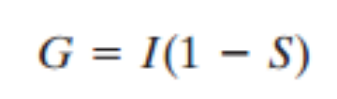 G = I(1 − S)